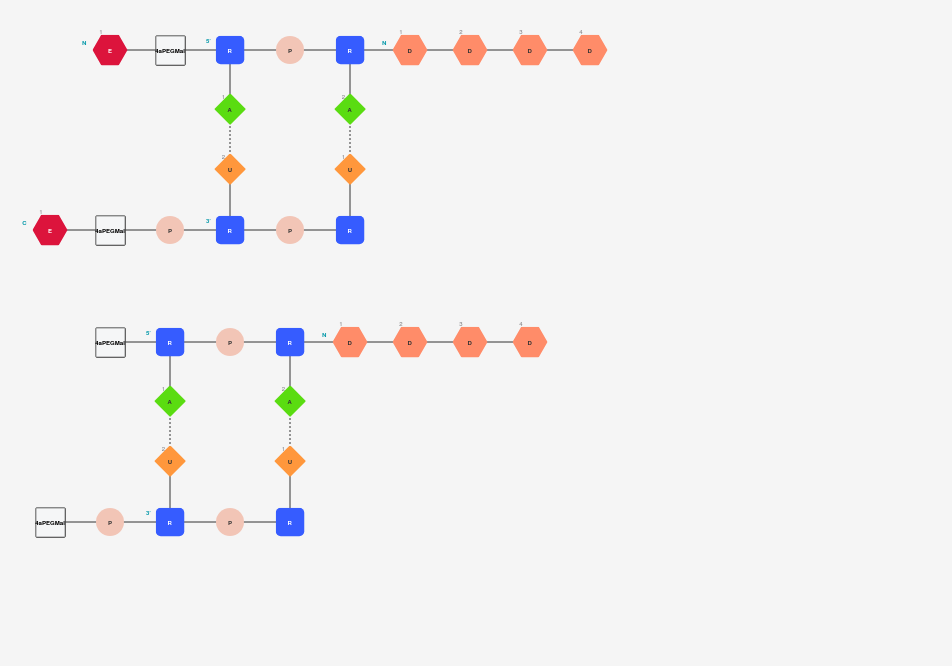 1 1 2 3 4
N E 4aPEGMal 5' R P R N D D D D
1 A 2 A
2 U 1 U
1 3'
C E 4aPEGMal P R P R
1 2 3 4
4aPEGMal 5' R P R N D D D D
1 A 2 A
2 U 1 U
4aPEGMal P 3' R P R